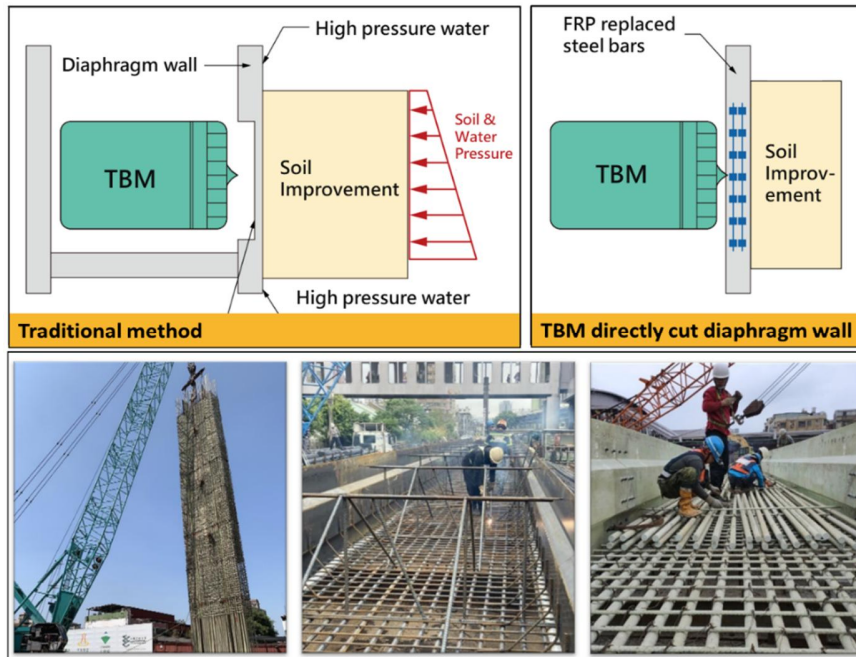 High pressure water
Diaphragm wall
TBM
Soil
Improvement
Soil &
Water
Pressure
High pressure water
Traditional method
FRP replaced
steel bars
TBM
Soil
Improv-
ement
TBM directly cut diaphragm wall